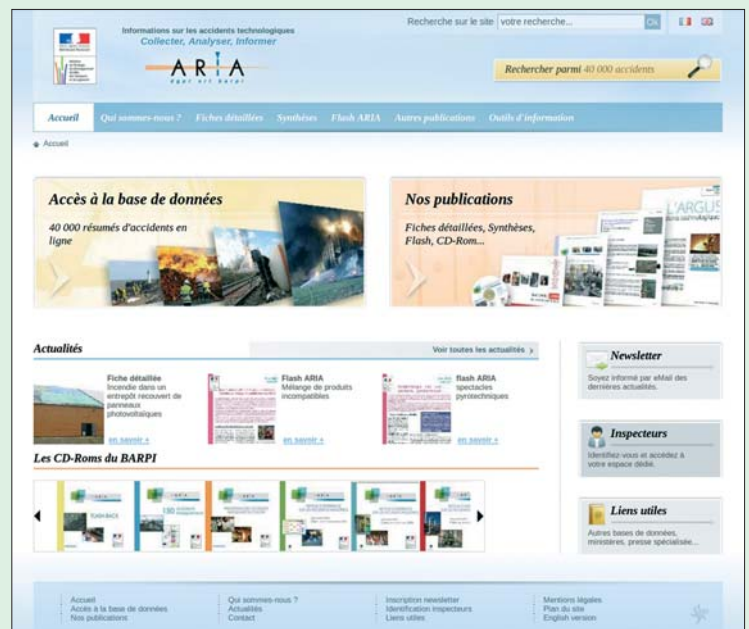 Recherche sur le site votre recherche... Ok
Informations sur les accidents technologiques
Collecter, Analyser, Informer
ARIA
Rechercher parmi 40 000 accidents
Accueil Qui sommes-nous ? Fiches détaillées Synthèses Flash ARIA Autres publications Outils d'information
Accueil
Accès à la base de données
40 000 résumés d'accidents en
ligne
Nos publications
Fiches détaillées, Synthèses,
Flash, CD-Rom...
L'ARGUS
Actualités
Voir toutes les actualités
Fiche détaillée
Incendie dans un
entrepôt recouvert de
panneaux
photovoltaïques
en savoir +
Flash ARIA
Mélange de produits
incompatibles
en savoir +
flash ARIA
spectacles
pyrotechniques
en savoir +
Les CD-Roms du BARPI
FLASH BACK
Newsletter
Soyez informé par eMail des
dernières actualités.
Inspecteurs
Identifiez-vous et accédez à
votre espace dédié.
Liens utiles
Autres bases de données,
ministères, presse spécialisée...
Accueil
Accès à la base de données
Nos publications
Qui sommes-nous ?
Actualités
Contact
Inscription newsletter
Identification inspecteurs
Liens utiles
Mentions légales
Plan du site
English version